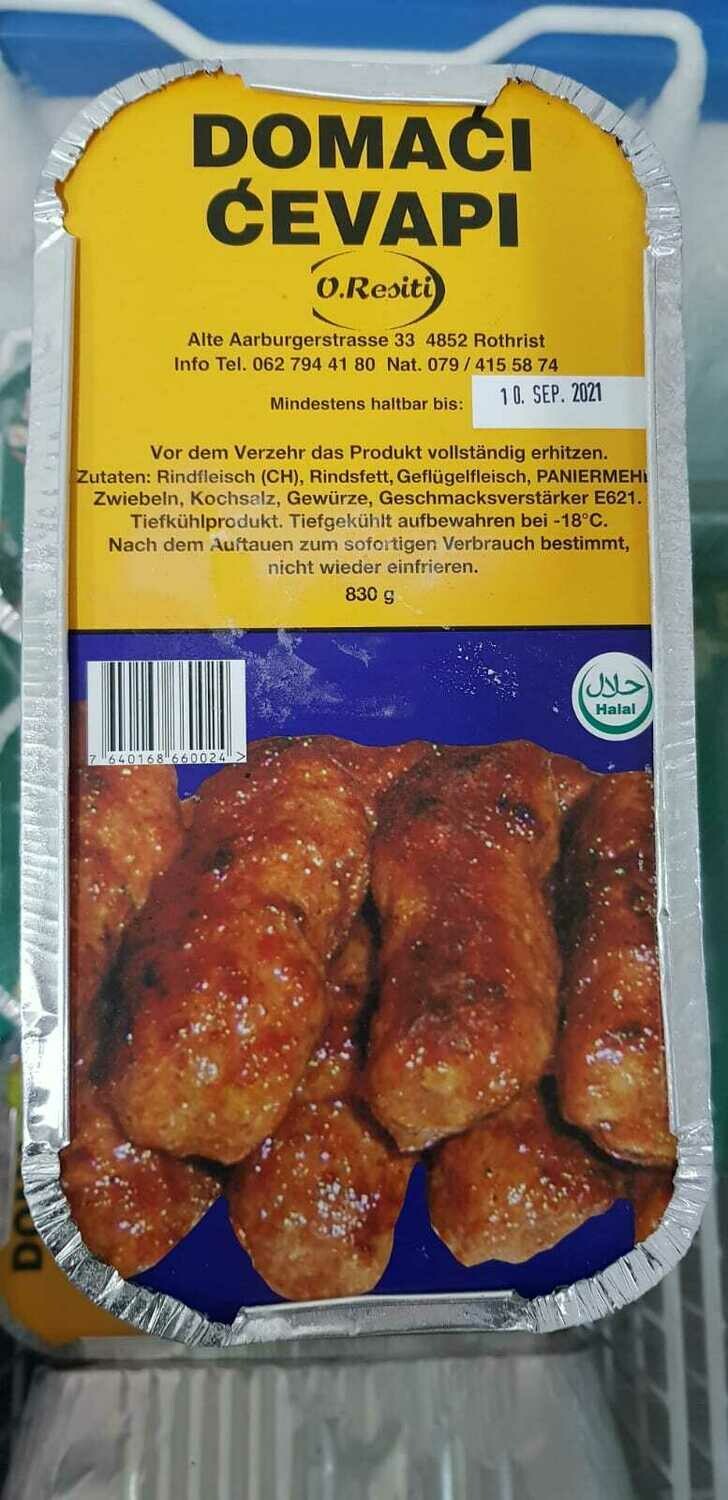 DOMAĆI
ĆEVAPI
O.Resiti
Alte Aarburgerstrasse 33 4852 Rothrist
Info Tel. 062 794 41 80 Nat. 079 / 415 58 74
Mindestens haltbar bis: 10. SEP. 2021
Vor dem Verzehr das Produkt vollständig erhitzen.
Zutaten: Rindfleisch (CH), Rindsfett, Geflügelfleisch, PANIERMEH
Zwiebeln, Kochsalz, Gewürze, Geschmacksverstärker E621.
Tiefkühlprodukt. Tiefgekühlt aufbewahren bei -18°C.
Nach dem Auftauen zum sofortigen Verbrauch bestimmt,
nicht wieder einfrieren.
830 g
حلال
Halal
7 640168 660024 >
DO